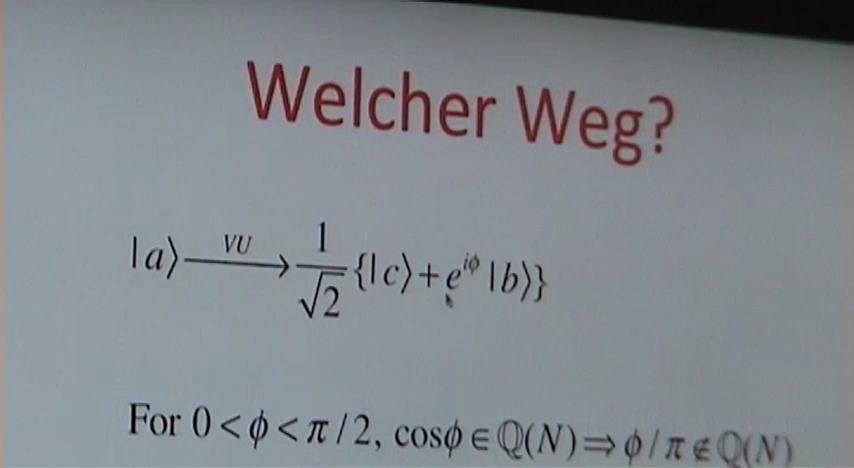 Welcher Weg?
|a⟩ —VU→ 1/√2 {|c⟩+e^{iϕ} |b⟩}
For 0<ϕ<π/2, cosϕ∈ℚ(N)⇒ϕ/π∉ℚ(N)